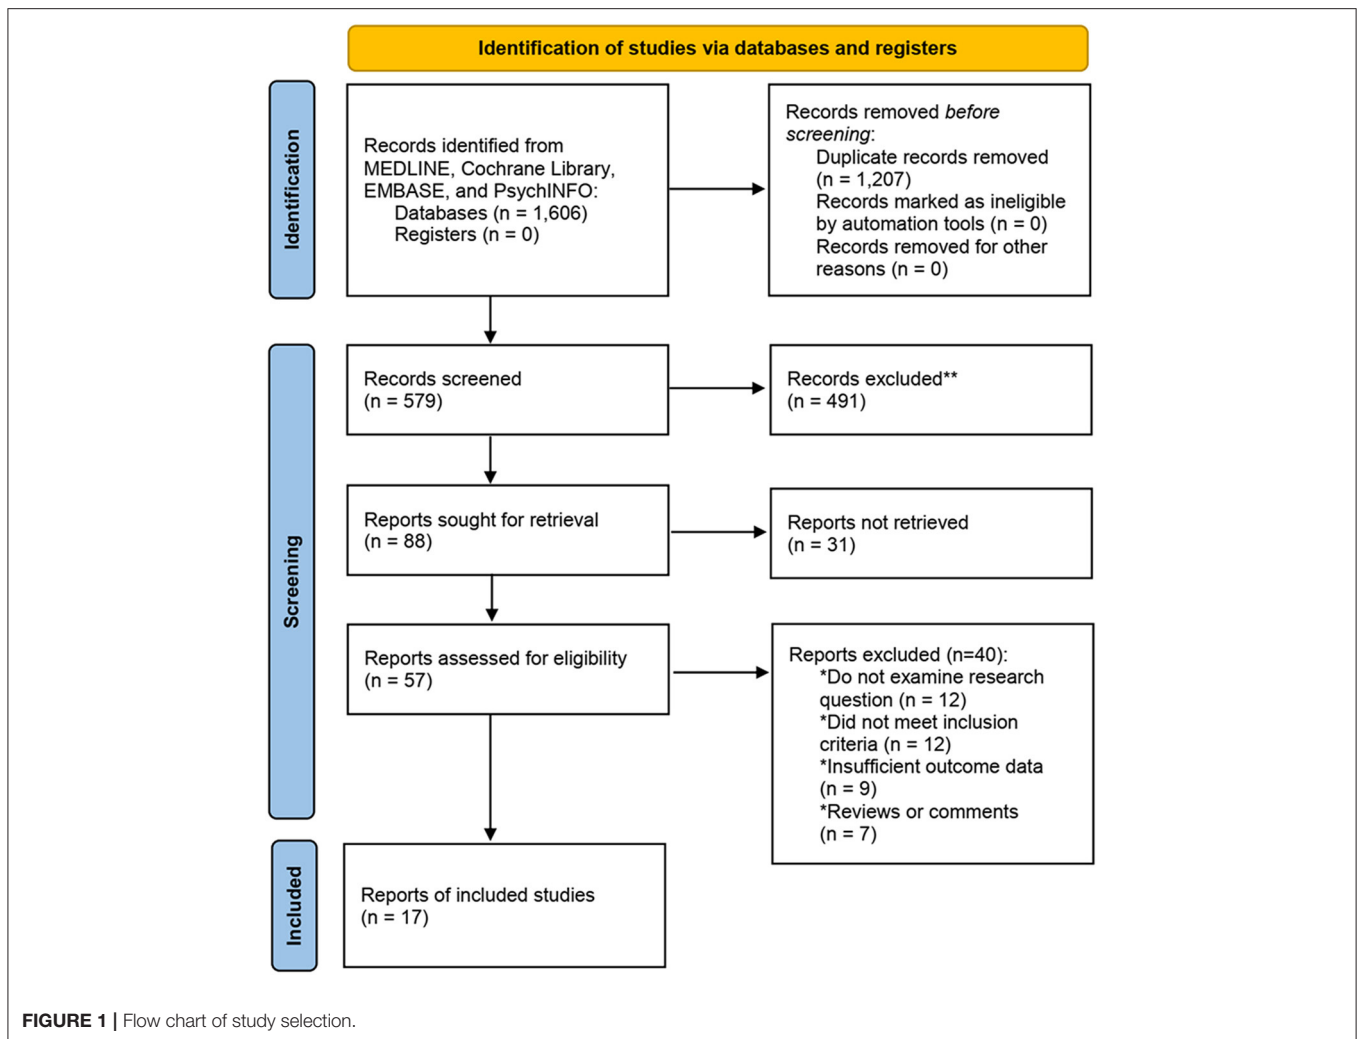 Identification of studies via databases and registers
Identification
Records identified from
MEDLINE, Cochrane Library,
EMBASE, and PsychINFO:
Databases (n = 1,606)
Registers (n = 0)
Records removed before
screening:
Duplicate records removed
(n = 1,207)
Records marked as ineligible
by automation tools (n = 0)
Records removed for other
reasons (n = 0)
Screening
Records screened
(n = 579)
Records excluded**
(n = 491)
Reports sought for retrieval
(n = 88)
Reports not retrieved
(n = 31)
Reports assessed for eligibility
(n = 57)
Reports excluded (n=40):
*Do not examine research
question (n = 12)
*Did not meet inclusion
criteria (n = 12)
*Insufficient outcome data
(n = 9)
*Reviews or comments
(n = 7)
Included
Reports of included studies
(n = 17)
FIGURE 1 | Flow chart of study selection.